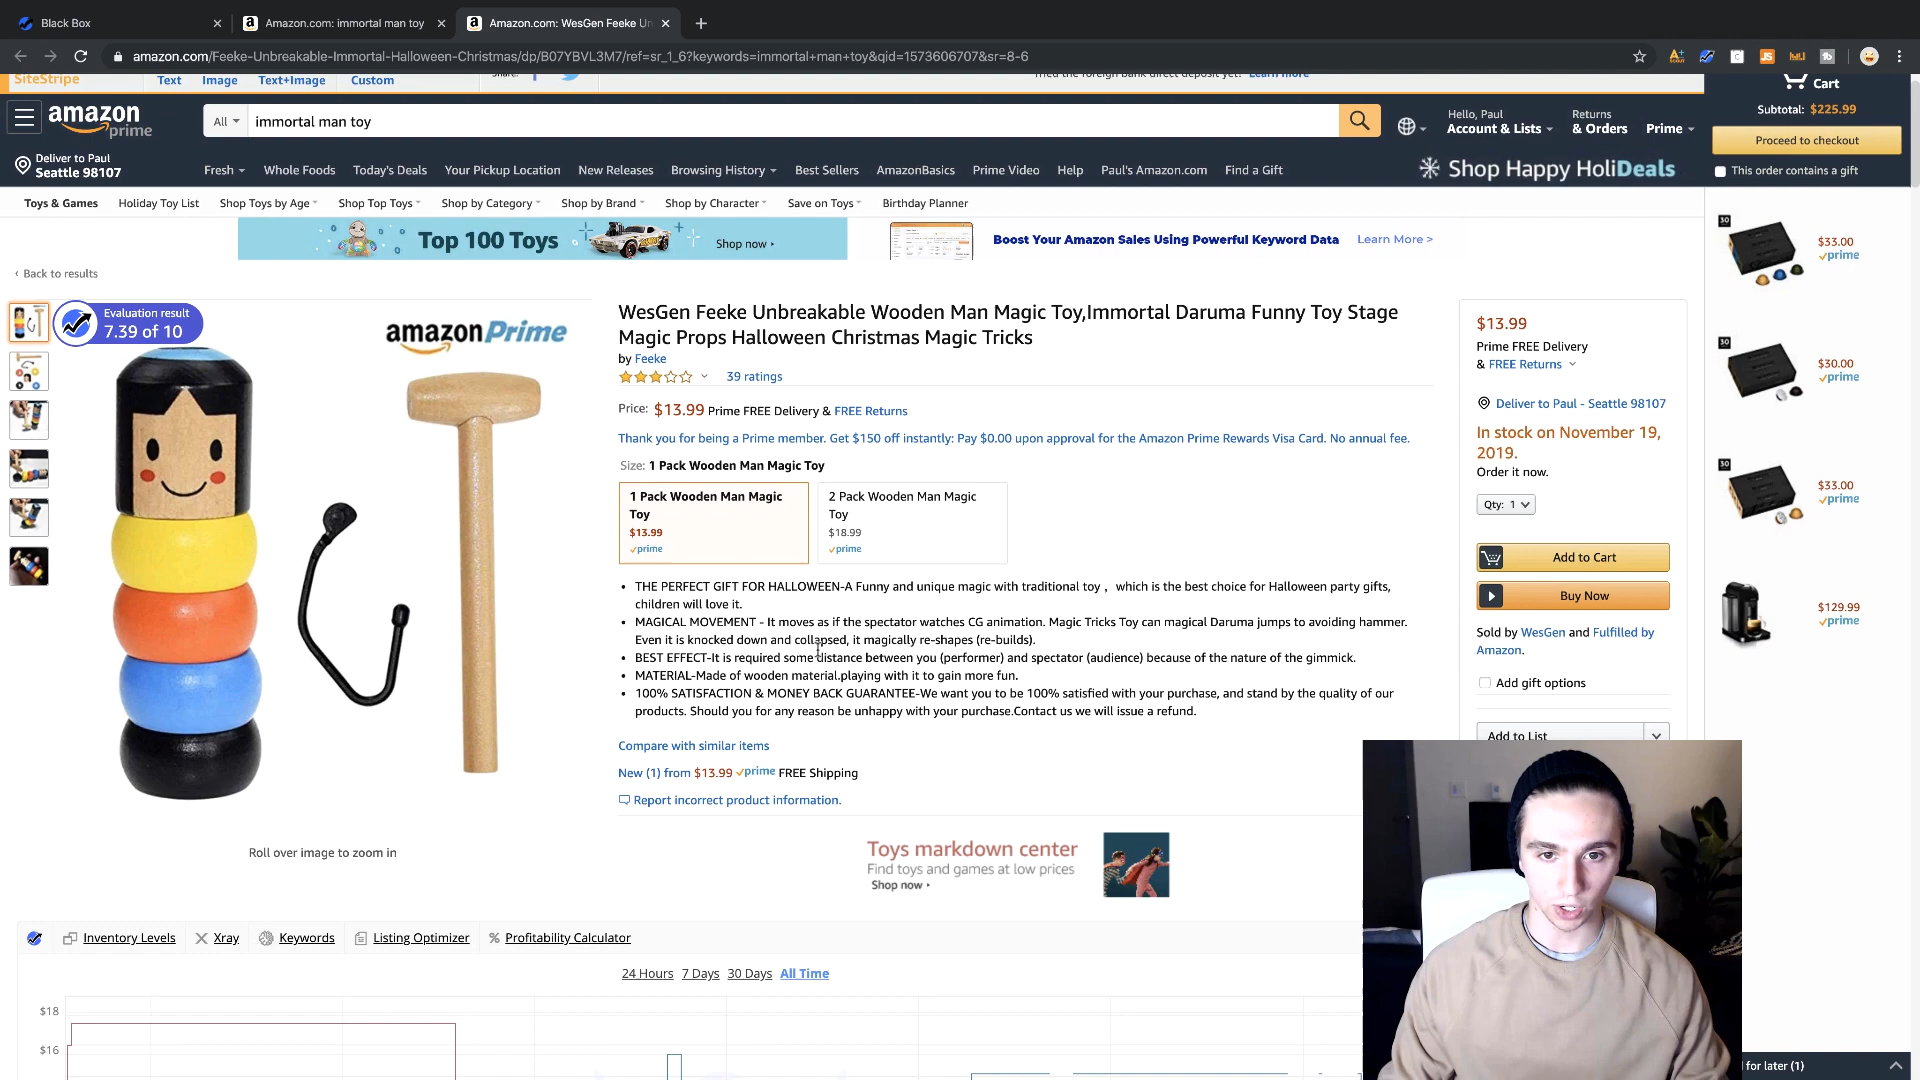 Black Box
Amazon.com: immortal man toy
Amazon.com: WesGen Feeke Un
amazon.com/Feeke-Unbreakable-Immortal-Halloween-Christmas/dp/B07YBVL3M7/ref=sr_1_6?keywords=immortal+man+toy&qid=1573606707&sr=8-6
SiteStripe
Text
Image
Text+Image
Custom
Share:
Tried the foreign bank direct deposit yet? Learn more
amazon prime
All
immortal man toy
Hello, Paul
Account & Lists
Returns
& Orders
Prime
Cart
Subtotal: $225.99
Proceed to checkout
This order contains a gift
Deliver to Paul
Seattle 98107
Fresh
Whole Foods
Today's Deals
Your Pickup Location
New Releases
Browsing History
Best Sellers
AmazonBasics
Prime Video
Help
Paul's Amazon.com
Find a Gift
Shop Happy HoliDeals
Toys & Games
Holiday Toy List
Shop Toys by Age
Shop Top Toys
Shop by Category
Shop by Brand
Shop by Character
Save on Toys
Birthday Planner
Top 100 Toys
Shop now ›
Boost Your Amazon Sales Using Powerful Keyword Data
Learn More >
‹ Back to results
Evaluation result
7.39 of 10
amazonPrime
WesGen Feeke Unbreakable Wooden Man Magic Toy,Immortal Daruma Funny Toy Stage
Magic Props Halloween Christmas Magic Tricks
by Feeke
39 ratings
Price: $13.99 Prime FREE Delivery & FREE Returns
Thank you for being a Prime member. Get $150 off instantly: Pay $0.00 upon approval for the Amazon Prime Rewards Visa Card. No annual fee.
Size: 1 Pack Wooden Man Magic Toy
1 Pack Wooden Man Magic
Toy
$13.99
prime
2 Pack Wooden Man Magic
Toy
$18.99
prime
• THE PERFECT GIFT FOR HALLOWEEN-A Funny and unique magic with traditional toy， which is the best choice for Halloween party gifts,
children will love it.
• MAGICAL MOVEMENT - It moves as if the spectator watches CG animation. Magic Tricks Toy can magical Daruma jumps to avoiding hammer.
Even it is knocked down and collapsed, it magically re-shapes (re-builds).
• BEST EFFECT-It is required some distance between you (performer) and spectator (audience) because of the nature of the gimmick.
• MATERIAL-Made of wooden material.playing with it to gain more fun.
• 100% SATISFACTION & MONEY BACK GUARANTEE-We want you to be 100% satisfied with your purchase, and stand by the quality of our
products. Should you for any reason be unhappy with your purchase.Contact us we will issue a refund.
Compare with similar items
New (1) from $13.99 prime FREE Shipping
Report incorrect product information.
Roll over image to zoom in
Toys markdown center
Find toys and games at low prices
Shop now ›
$13.99
Prime FREE Delivery
& FREE Returns
Deliver to Paul - Seattle 98107
In stock on November 19,
2019.
Order it now.
Qty: 1
Add to Cart
Buy Now
Sold by WesGen and Fulfilled by
Amazon.
Add gift options
Add to List
30
$33.00
prime
30
$30.00
prime
30
$33.00
prime
$129.99
prime
Inventory Levels
Xray
Keywords
Listing Optimizer
Profitability Calculator
24 Hours
7 Days
30 Days
All Time
$18
$16
for later (1)